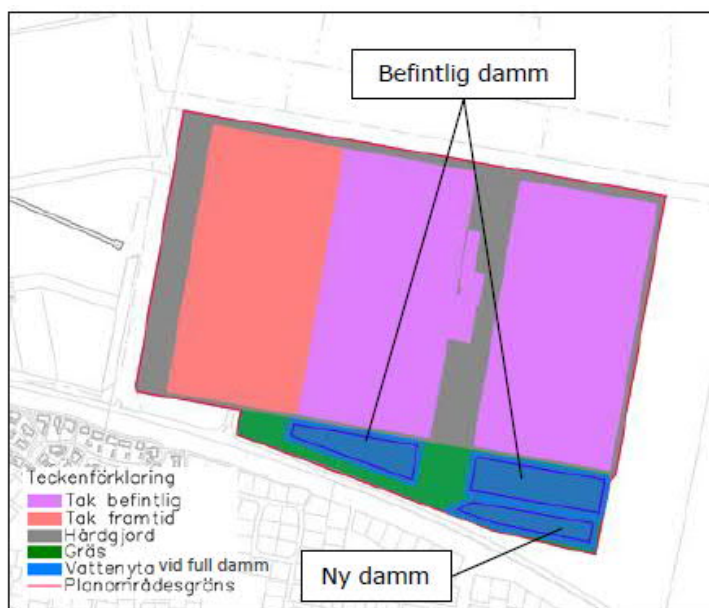 Befintlig damm
Teckenförklaring
Tak befintlig
Tak framtid
Hårdgjord
Gräs
Vattenyta vid full damm
Planområdesgräns
Ny damm